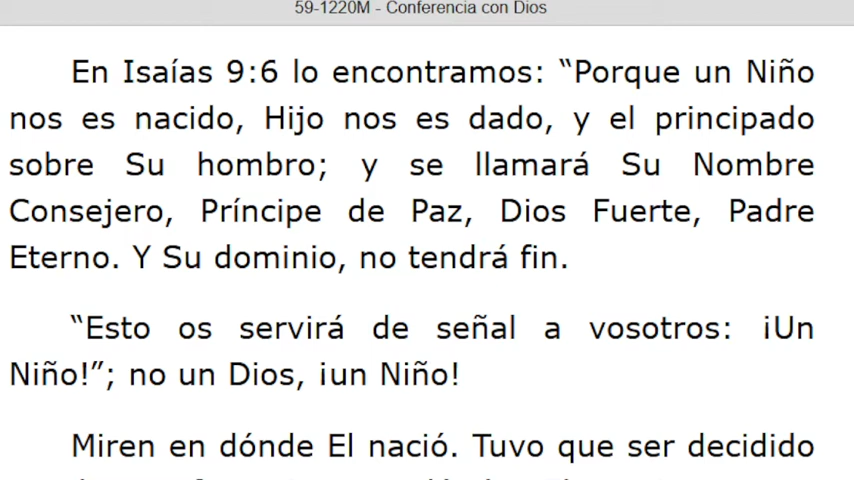 59-1220M - Conferencia con Dios
En Isaías 9:6 lo encontramos: “Porque un Niño
nos es nacido, Hijo nos es dado, y el principado
sobre Su hombro; y se llamará Su Nombre
Consejero, Príncipe de Paz, Dios Fuerte, Padre
Eterno. Y Su dominio, no tendrá fin.
“Esto os servirá de señal a vosotros: ¡Un
Niño!”; no un Dios, ¡un Niño!
Miren en dónde El nació. Tuvo que ser decidido